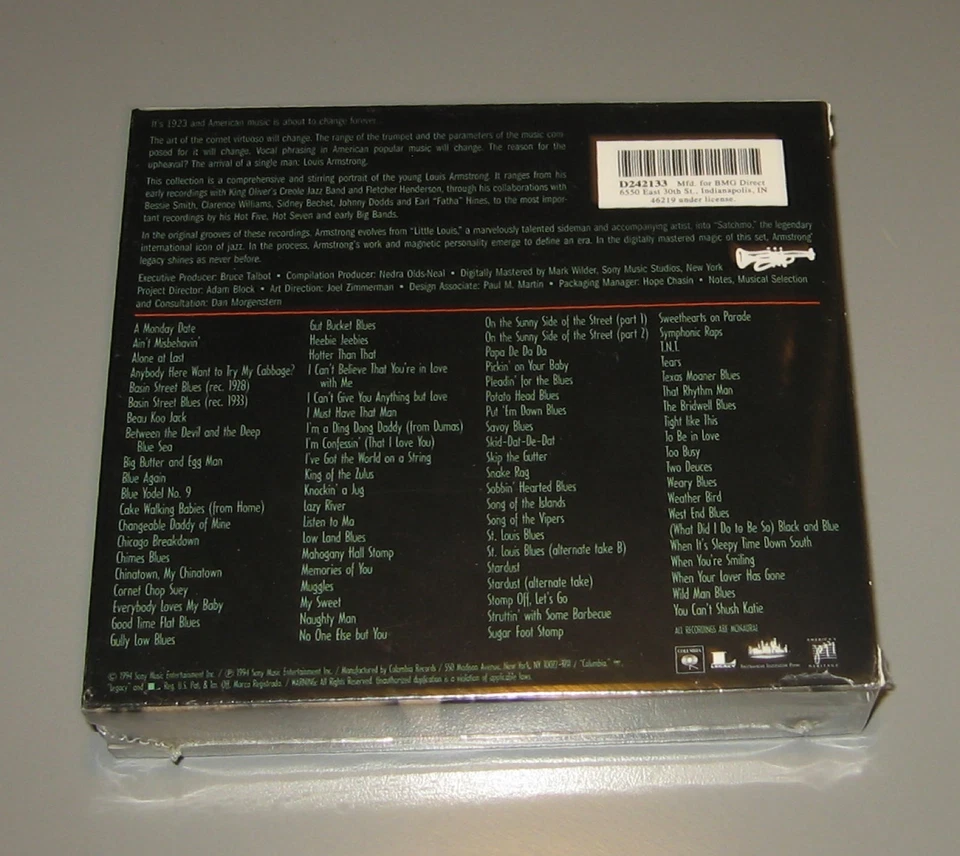 It's 1923 and American music is about to change forever...
The art of the cornet virtuoso will change. The range of the trumpet and the parameters of the music com-
posed for it will change. Vocal phrasing in American popular music will change. The reason for the
upheaval? The arrival of a single man: Louis Armstrong.
This collection is a comprehensive and stirring portrait of the young Louis Armstrong. It ranges from his
early recordings with King Oliver's Creole Jazz Band and Fletcher Henderson, through his collaborations with
Bessie Smith, Clarence Williams, Sidney Bechet, Johnny Dodds and Earl "Fatha" Hines, to the most impor-
tant recordings by his Hot Five, Hot Seven and early Big Bands.
In the original grooves of these recordings, Armstrong evolves from "Little Louis," a marvelously talented sideman and accompanying artist, into "Satchmo," the legendary
international icon of jazz. In the process, Armstrong's work and magnetic personality emerge to define an era. In the digitally mastered magic of this set, Armstrong'
legacy shines as never before.
Executive Producer: Bruce Talbot • Compilation Producer: Nedra Olds-Neal • Digitally Mastered by Mark Wilder, Sony Music Studios, New York
Project Director: Adam Block • Art Direction: Joel Zimmerman • Design Associate: Paul M. Martin • Packaging Manager: Hope Chasin • Notes, Musical Selection
and Consultation: Dan Morgenstern
D242133 Mfd. for BMG Direct
6550 East 30th St., Indianapolis, IN
46219 under license.
A Monday Date
Ain't Misbehavin'
Alone at Last
Anybody Here Want to Try My Cabbage?
Basin Street Blues (rec. 1928)
Basin Street Blues (rec. 1933)
Beau Koo Jack
Between the Devil and the Deep
Blue Sea
Big Butter and Egg Man
Blue Again
Blue Yodel No. 9
Cake Walking Babies (from Home)
Changeable Daddy of Mine
Chicago Breakdown
Chimes Blues
Chinatown, My Chinatown
Cornet Chop Suey
Everybody Loves My Baby
Good Time Flat Blues
Gully Low Blues
Gut Bucket Blues
Heebie Jeebies
Hotter Than That
I Can't Believe That You're in Love
with Me
I Can't Give You Anything but Love
I Must Have That Man
I'm a Ding Dong Daddy (from Dumas)
I'm Confessin' (That I Love You)
I've Got the World on a String
King of the Zulus
Knockin' a Jug
Lazy River
Listen to Ma
Low Land Blues
Mahogany Hall Stomp
Memories of You
Muggles
My Sweet
Naughty Man
No One Else but You
On the Sunny Side of the Street (part 1)
On the Sunny Side of the Street (part 2)
Papa De Da Da
Pickin' on Your Baby
Pleadin' for the Blues
Potato Head Blues
Put 'Em Down Blues
Savoy Blues
Skid-Dat-De-Dat
Skip the Gutter
Snake Rag
Sobbin' Hearted Blues
Song of the Islands
Song of the Vipers
St. Louis Blues
St. Louis Blues (alternate take B)
Stardust
Stardust (alternate take)
Stomp Off, Let's Go
Struttin' with Some Barbecue
Sugar Foot Stomp
Sweethearts on Parade
Symphonic Raps
T.N.T.
Tears
Texas Moaner Blues
That Rhythm Man
The Bridwell Blues
Tight like This
To Be in Love
Too Busy
Two Deuces
Weary Blues
Weather Bird
West End Blues
(What Did I Do to Be So) Black and Blue
When It's Sleepy Time Down South
When You're Smiling
When Your Lover Has Gone
Wild Man Blues
You Can't Shush Katie
ALL RECORDINGS ARE MONAURAL
COLUMBIA
LEGACY
Smithsonian Institution Press
AMERICA'S
HERITAGE
© 1994 Sony Music Entertainment Inc. / ℗ 1994 Sony Music Entertainment Inc. / Manufactured by Columbia Records / 550 Madison Avenue, New York, NY / "Columbia,"
"Legacy" and Reg. U.S. Pat. & Tm. Off. Marca Registrada. / WARNING: All Rights Reserved. Unauthorized duplication is a violation of applicable laws.